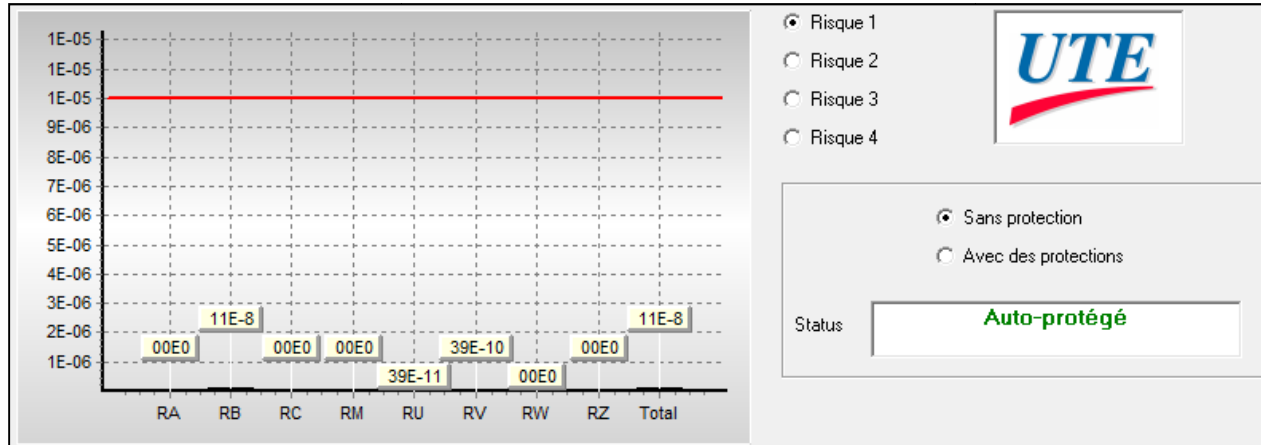 1E-05
1E-05
1E-05
9E-06
8E-06
7E-06
6E-06
5E-06
4E-06
3E-06
2E-06
1E-06
00E0
11E-8
00E0
00E0
39E-11
39E-10
00E0
00E0
11E-8
RA RB RC RM RU RV RW RZ Total
Risque 1
Risque 2
Risque 3
Risque 4
UTE
Sans protection
Avec des protections
Status
Auto-protégé